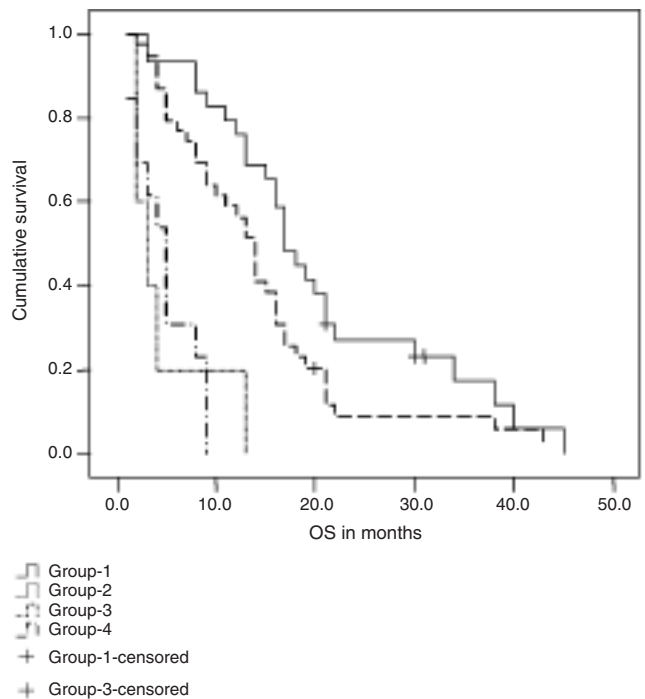 1.0
0.8
0.6
0.4
0.2
0.0
Cumulative survival
0.0 10.0 20.0 30.0 40.0 50.0
OS in months
Group-1
Group-2
Group-3
Group-4
Group-1-censored
Group-3-censored